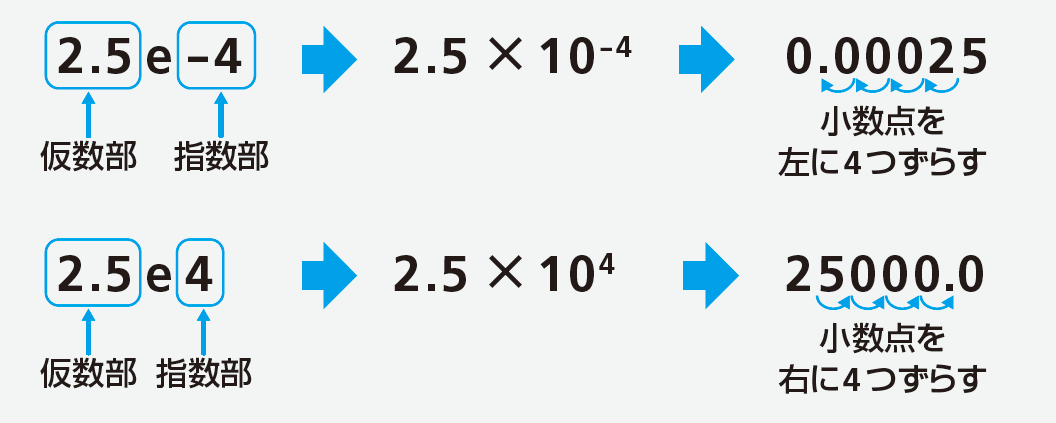 2.5e–4
2.5 × 10⁻⁴
0.00025
仮数部
指数部
小数点を
左に4つずらす
2.5e4
2.5 × 10⁴
25000.0
仮数部
指数部
小数点を
右に4つずらす